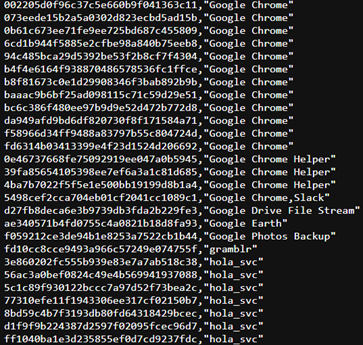 002205d0f96c37c5e660b9f041363c11,"Google Chrome"
073eede15b2a5a0302d823ecbd5ad15b,"Google Chrome"
0b61c673ee71fe9ee725bd687c455809,"Google Chrome"
6cd1b944f5885e2cfbe98a840b75eeb8,"Google Chrome"
94c485bca29d5392be53f2b8cf7f4304,"Google Chrome"
b4f4e6164f938870486578536fc1ffce,"Google Chrome"
b8f81673c0e1d29908346f3bab892b9b,"Google Chrome"
baaac9b6bf25ad098115c71c59d29e51,"Google Chrome"
bc6c386f480ee97b9d9e52d472b772d8,"Google Chrome"
da949afd9bd6df820730f8f171584a71,"Google Chrome"
f58966d34ff9488a83797b55c804724d,"Google Chrome"
fd6314b03413399e4f23d1524d206692,"Google Chrome"
0e46737668fe75092919ee047a0b5945,"Google Chrome Helper"
39fa85654105398ee7ef6a3a1c81d685,"Google Chrome Helper"
4ba7b7022f5f5e1e500bb19199d8b1a4,"Google Chrome Helper"
5498cef2cca704eb01cf2041cc1089c1,"Google Chrome,Slack"
d27fb8deca6e3b9739db3fda2b229fe3,"Google Drive File Stream"
ae340571b4fd0755c4a0821b18d8fa93,"Google Earth"
f059212ce3de94b1e8253a7522cb1b44,"Google Photos Backup"
fd10cc8cce9493a966c57249e074755f,"gramblr"
3e860202fc555b939e83e7a7ab518c38,"hola_svc"
56ac3a0bef0824c49e4b569941937088,"hola_svc"
5c1c89f930122bccc7a97d52f73bea2c,"hola_svc"
77310efe11f1943306ee317cf02150b7,"hola_svc"
8bd59c4b7f3193db80fd64318429bcec,"hola_svc"
d1f9f9b224387d2597f02095fcec96d7,"hola_svc"
ff1040ba1e3d235855ef0d7cd9237fdc,"hola_svc"